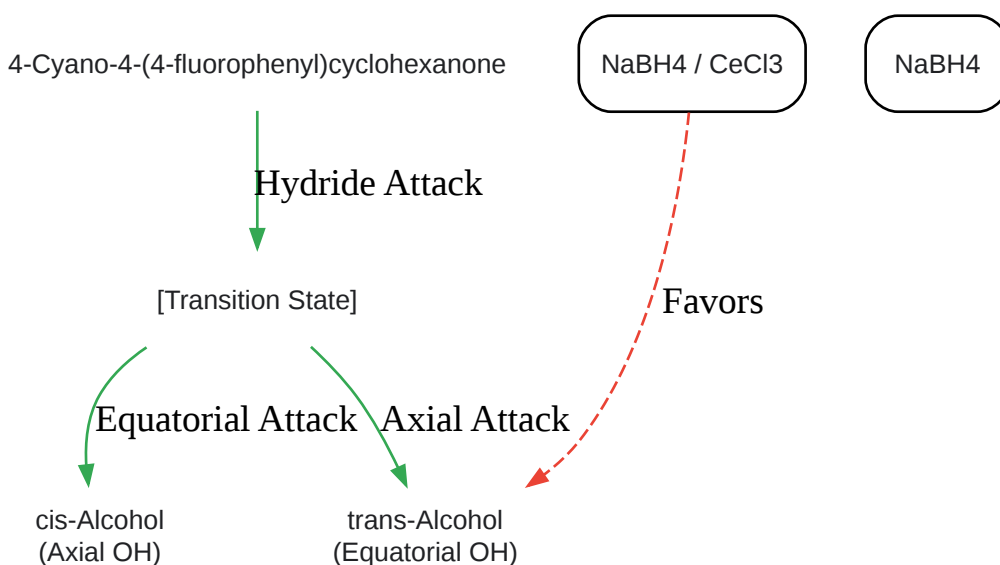 4-Cyano-4-(4-fluorophenyl)cyclohexanone
NaBH4 / CeCl3
NaBH4
Hydride Attack
[Transition State]
Favors
Equatorial Attack
Axial Attack
cis-Alcohol
(Axial OH)
trans-Alcohol
(Equatorial OH)